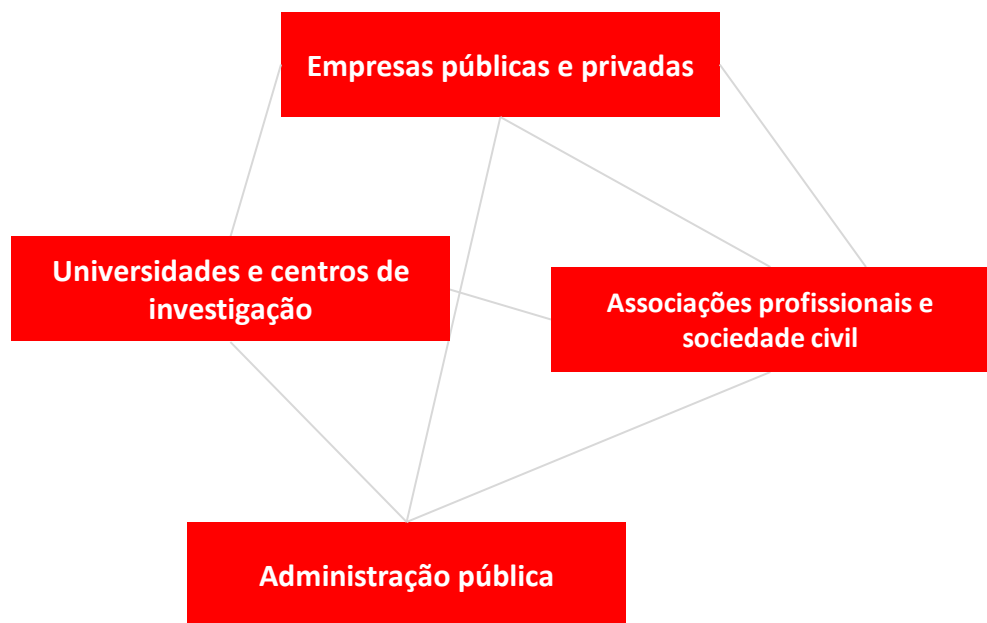 Empresas públicas e privadas
Universidades e centros de
investigação
Associações profissionais e
sociedade civil
Administração pública